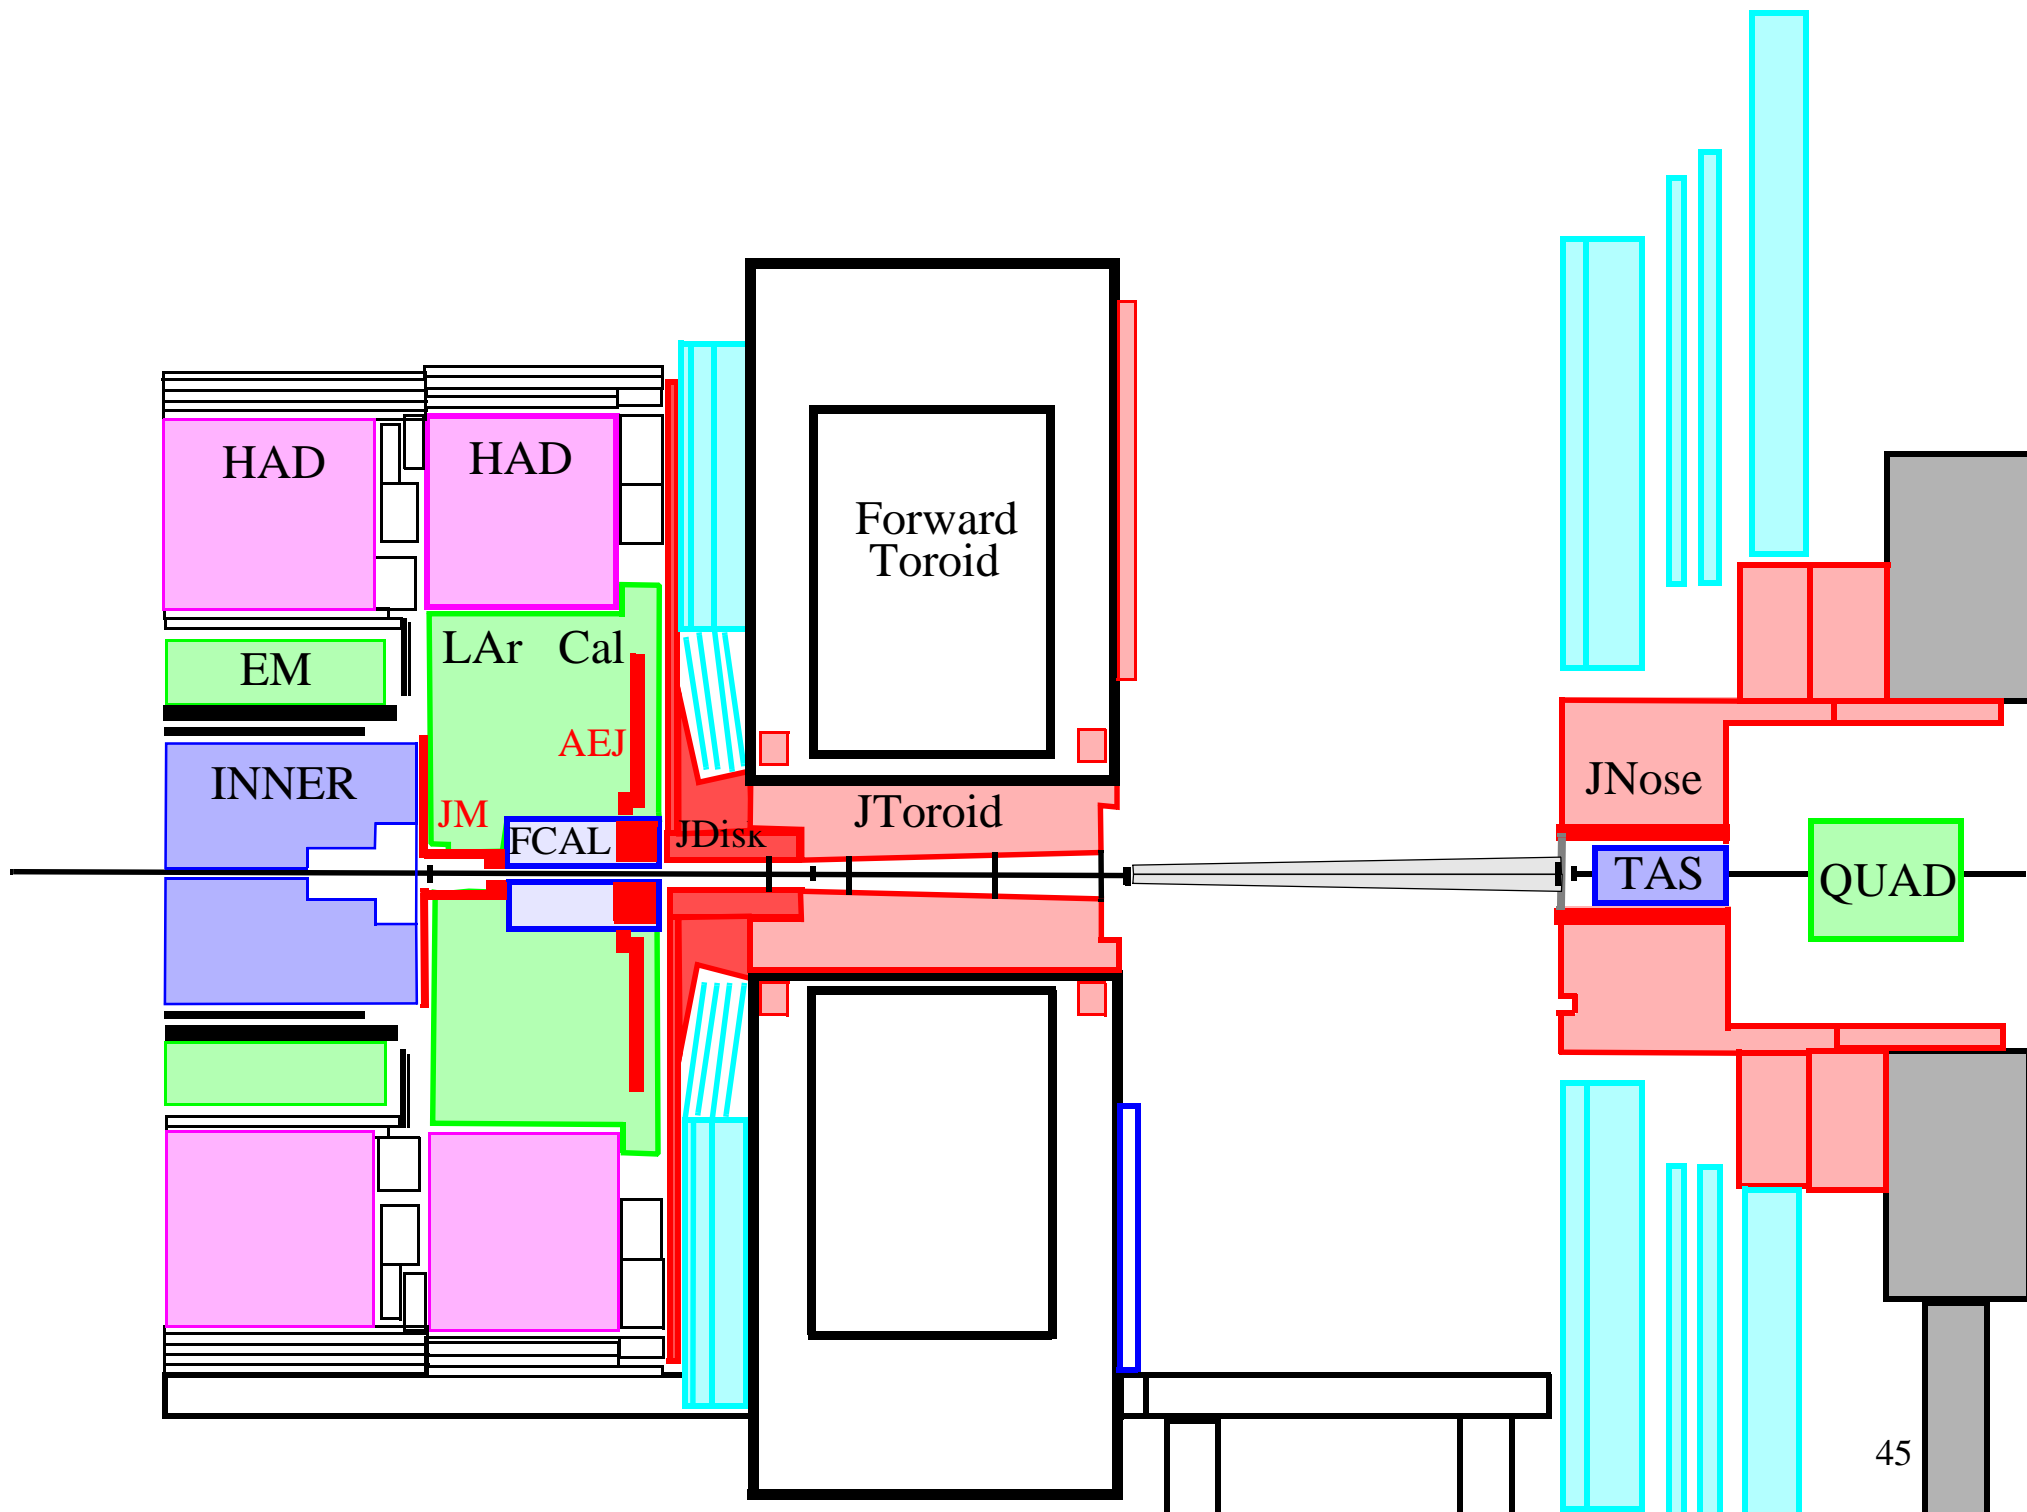 HAD
HAD
Forward
Toroid
LAr Cal
EM
AEJ
INNER
JM
FCAL
JDisk
JToroid
JNose
TAS
QUAD
45